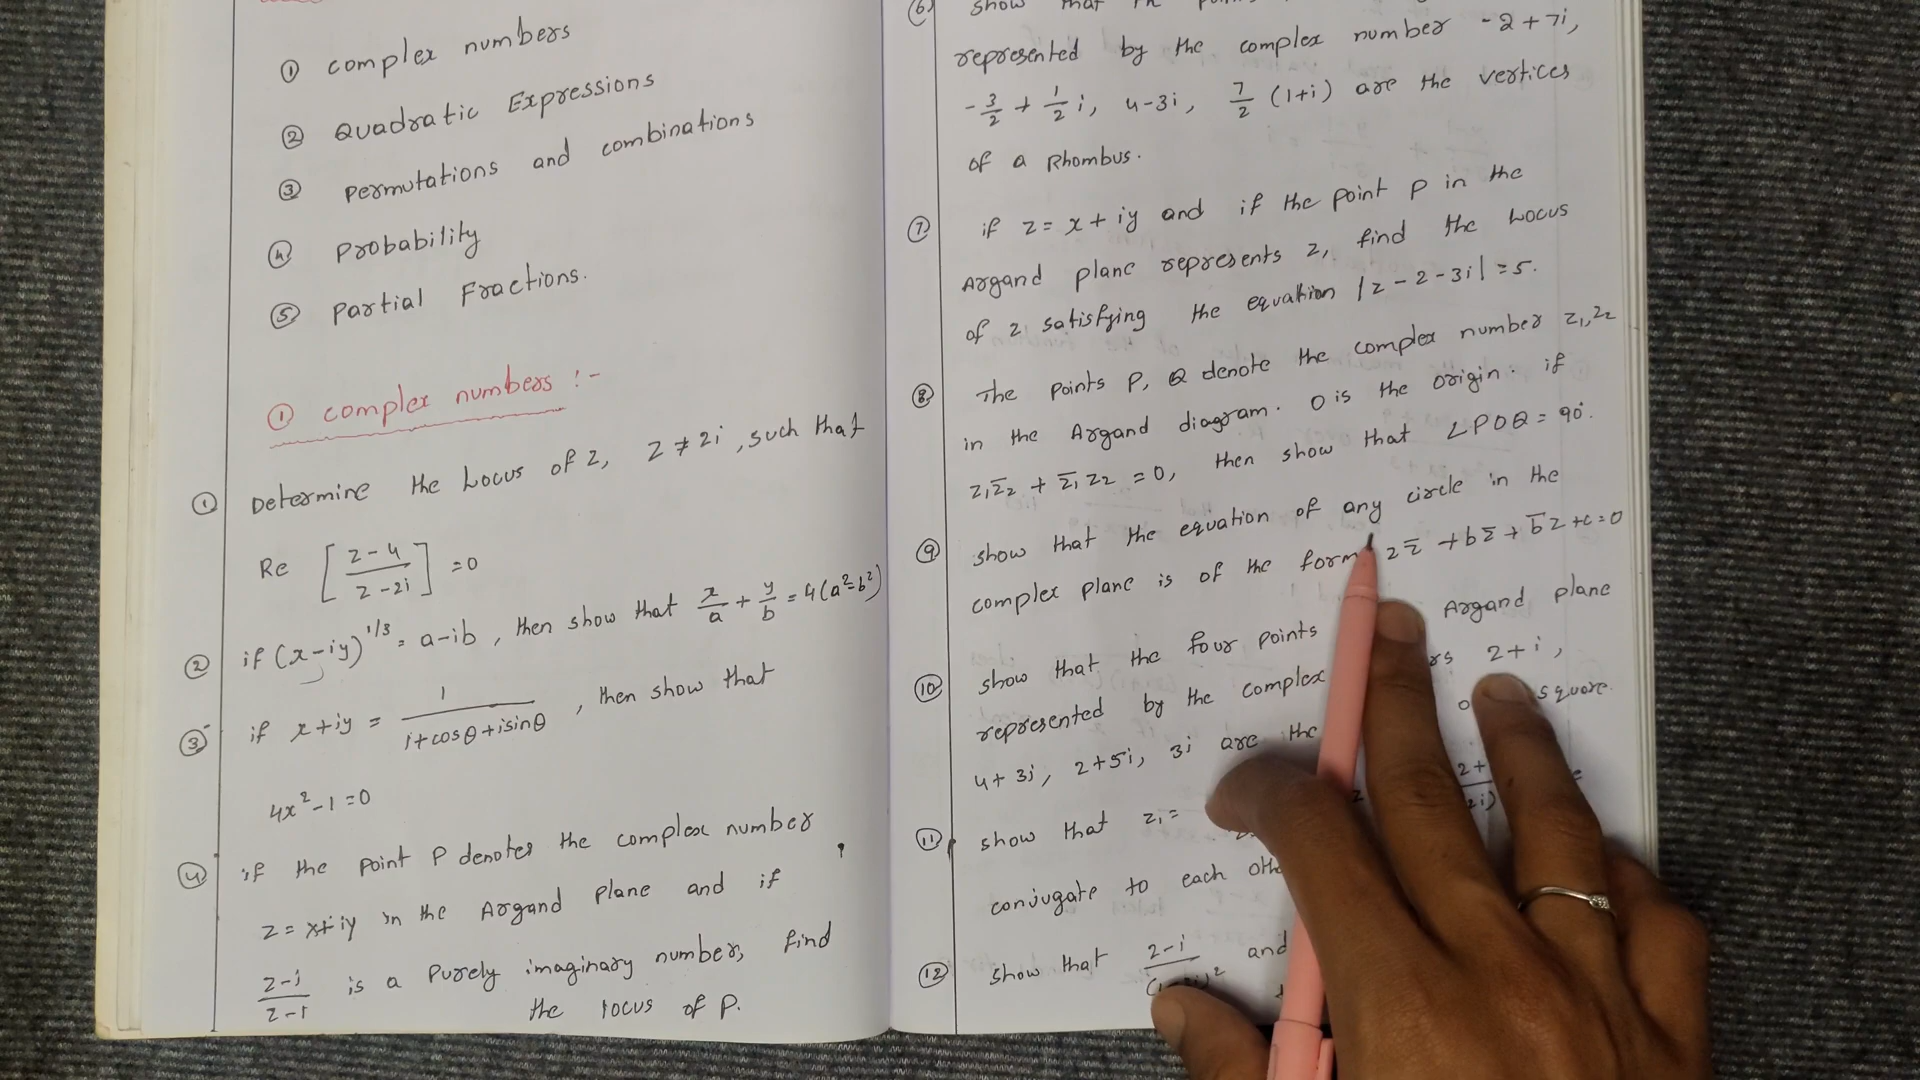 ① complex numbers
② Quadratic Expressions
③ permutations and combinations
④ probability
⑤ partial Fractions.
① complex numbers :-
① Determine the Locus of z, z ≠ 2i, such that
Re [ (z-4)/(z-2i) ] = 0
② if (x-iy)^1/3 = a-ib, then show that x/a + y/b = 4(a²-b²)
③ if x+iy = 1/(1+cosθ+isinθ), then show that
4x²-1=0
④ if the point P denotes the complex number
z = x+iy in the Argand plane and if
(z-i)/(z-1) is a purely imaginary number, find
the locus of P.
⑥ show that
represented by the complex number -2+7i,
-3/2 + 1/2 i, 4-3i, 7/2 (1+i) are the vertices
of a Rhombus.
⑦ if z = x+iy and if the point P in the
Argand plane represents z, find the Locus
of z satisfying the equation |z-2-3i| = 5.
⑧ The points P, Q denote the complex number z₁,z₂
in the Argand diagram. O is the origin. if
z₁z̄₂ + z̄₁z₂ = 0, then show that ∠POQ = 90°.
⑨ show that the equation of any circle in the
complex plane is of the form zz̄ + bz̄ + b̄z + c = 0
⑩ show that the four points Argand plane
represented by the complex 2+i,
4+3i, 2+5i, 3i are the square.
⑪ show that z₁ =
conjugate to each
⑫ show that 2-i and